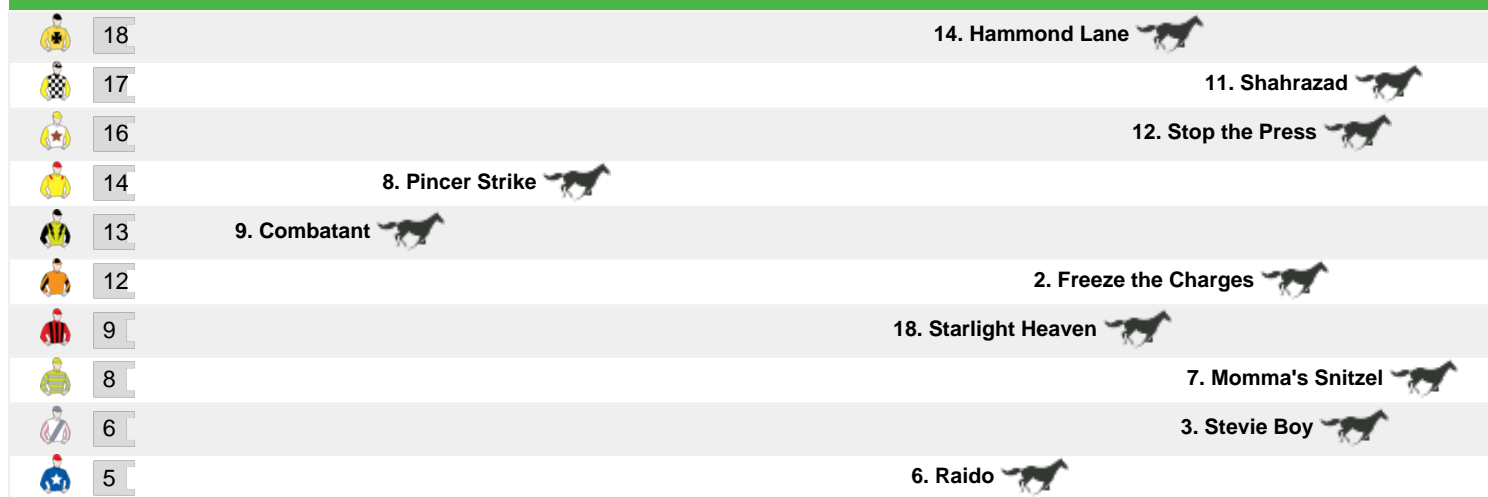 18 14. Hammond Lane
17 11. Shahrazad
16 12. Stop the Press
14 8. Pincer Strike
13 9. Combatant
12 2. Freeze the Charges
9 18. Starlight Heaven
8 7. Momma's Snitzel
6 3. Stevie Boy
5 6. Raido